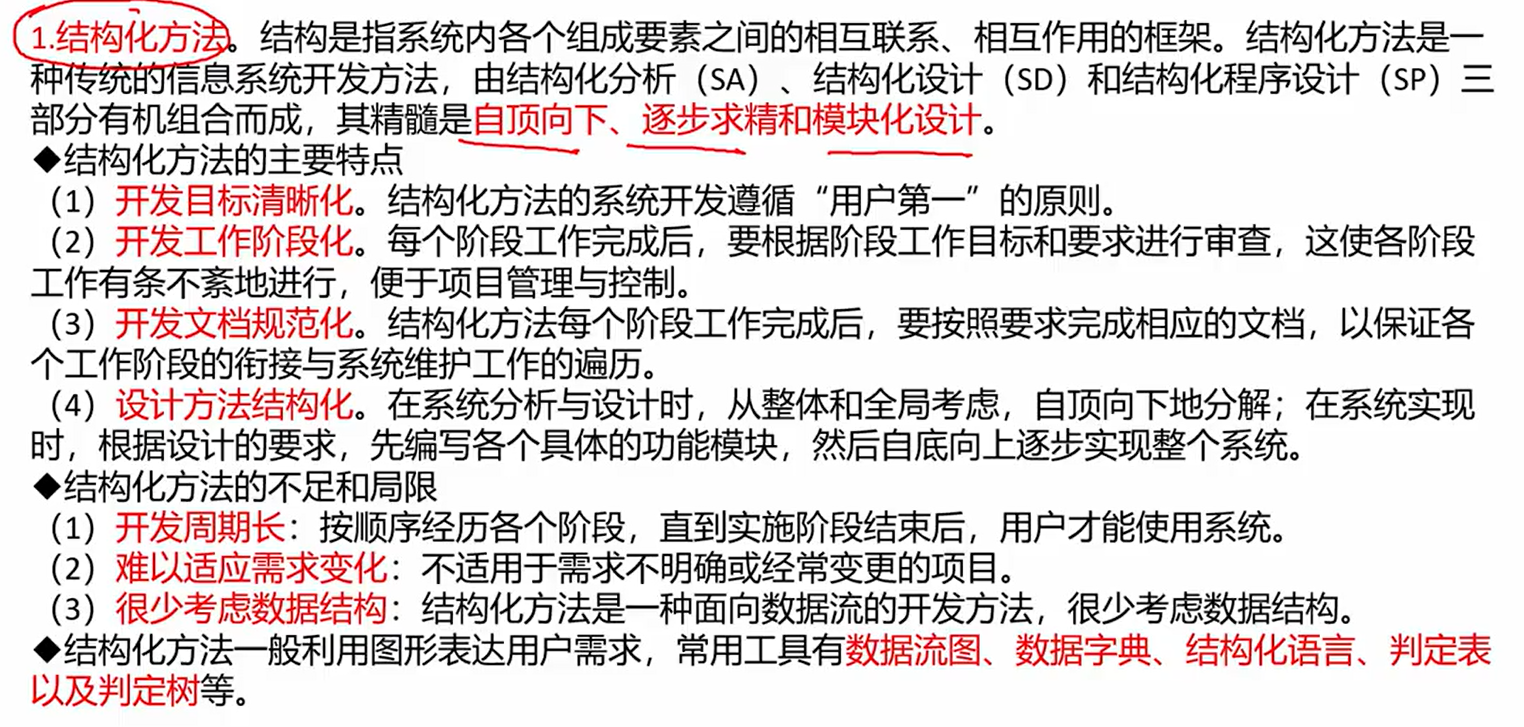 1.结构化方法。结构是指系统内各个组成要素之间的相互联系、相互作用的框架。结构化方法是一
种传统的信息系统开发方法，由结构化分析（SA）、结构化设计（SD）和结构化程序设计（SP）三
部分有机组合而成，其精髓是自顶向下、逐步求精和模块化设计。
◆结构化方法的主要特点
（1）开发目标清晰化。结构化方法的系统开发遵循“用户第一”的原则。
（2）开发工作阶段化。每个阶段工作完成后，要根据阶段工作目标和要求进行审查，这使各阶段
工作有条不紊地进行，便于项目管理与控制。
（3）开发文档规范化。结构化方法每个阶段工作完成后，要按照要求完成相应的文档，以保证各
个工作阶段的衔接与系统维护工作的遍历。
（4）设计方法结构化。在系统分析与设计时，从整体和全局考虑，自顶向下地分解；在系统实现
时，根据设计的要求，先编写各个具体的功能模块，然后自底向上逐步实现整个系统。
◆结构化方法的不足和局限
（1）开发周期长：按顺序经历各个阶段，直到实施阶段结束后，用户才能使用系统。
（2）难以适应需求变化：不适用于需求不明确或经常变更的项目。
（3）很少考虑数据结构：结构化方法是一种面向数据流的开发方法，很少考虑数据结构。
◆结构化方法一般利用图形表达用户需求，常用工具有数据流图、数据字典、结构化语言、判定表
以及判定树等。